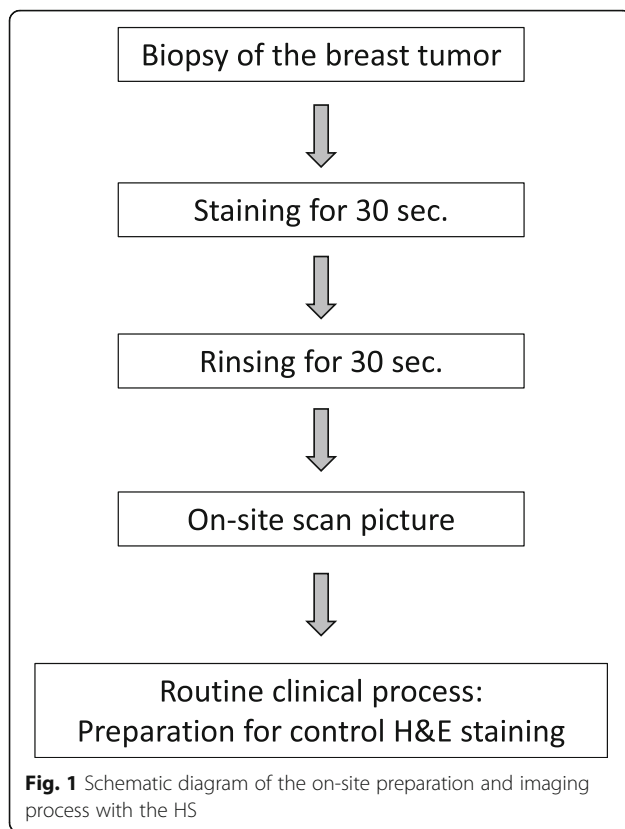 Biopsy of the breast tumor
Staining for 30 sec.
Rinsing for 30 sec.
On-site scan picture
Routine clinical process:
Preparation for control H&E staining
Fig. 1 Schematic diagram of the on-site preparation and imaging
process with the HS